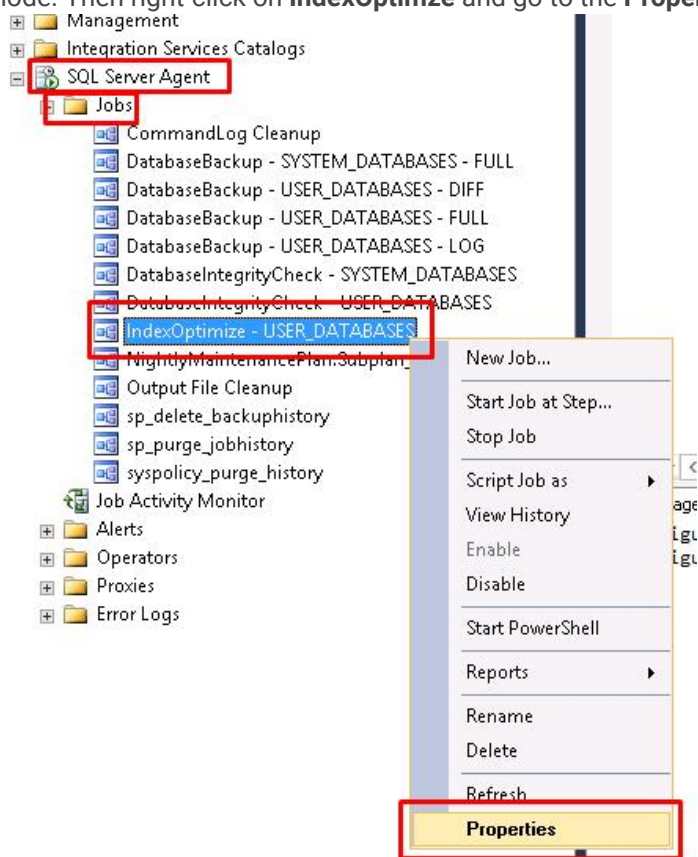 Then right click on IndexOptimize and go to the
Management
Integration Services Catalogs
SQL Server Agent
Jobs
CommandLog Cleanup
DatabaseBackup - SYSTEM_DATABASES - FULL
DatabaseBackup - USER_DATABASES - DIFF
DatabaseBackup - USER_DATABASES - FULL
DatabaseBackup - USER_DATABASES - LOG
DatabaseIntegrityCheck - SYSTEM_DATABASES
DatabaseIntegrityCheck - USER_DATABASES
IndexOptimize - USER_DATABASES
NightlyMaintenancePlan.Subplan_
Output File Cleanup
sp_delete_backuphistory
sp_purge_jobhistory
syspolicy_purge_history
Job Activity Monitor
Alerts
Operators
Proxies
Error Logs
New Job...
Start Job at Step...
Stop Job
Script Job as
View History
Enable
Disable
Start PowerShell
Reports
Rename
Delete
Refresh
Properties